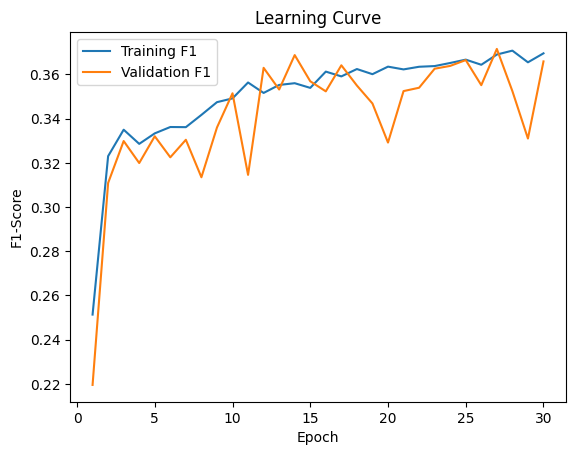 Learning Curve
Training F1
Validation F1
0.36
0.34
0.32
0.30
0.28
0.26
0.24
0.22
F1-Score
0 5 10 15 20 25 30
Epoch